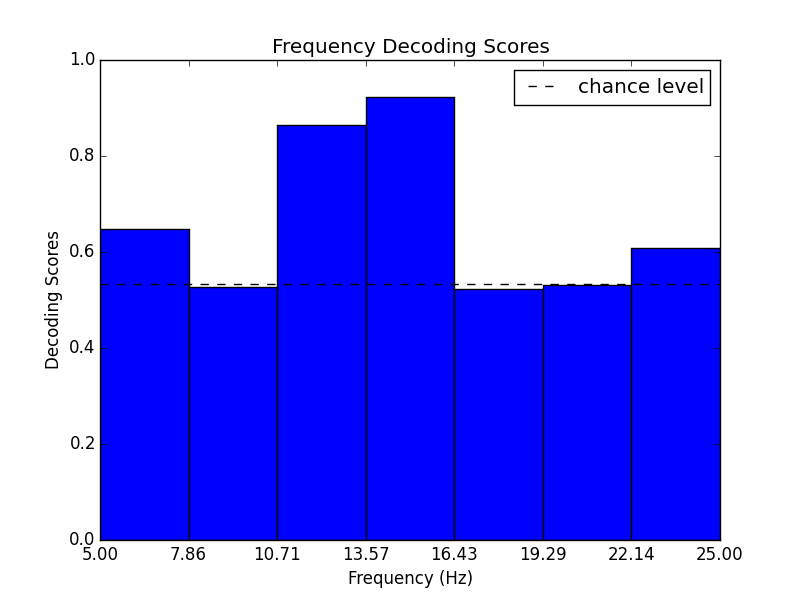 Frequency Decoding Scores
chance level
1.0
0.8
0.6
0.4
0.2
0.0
Decoding Scores
5.00 7.86 10.71 13.57 16.43 19.29 22.14 25.00
Frequency (Hz)